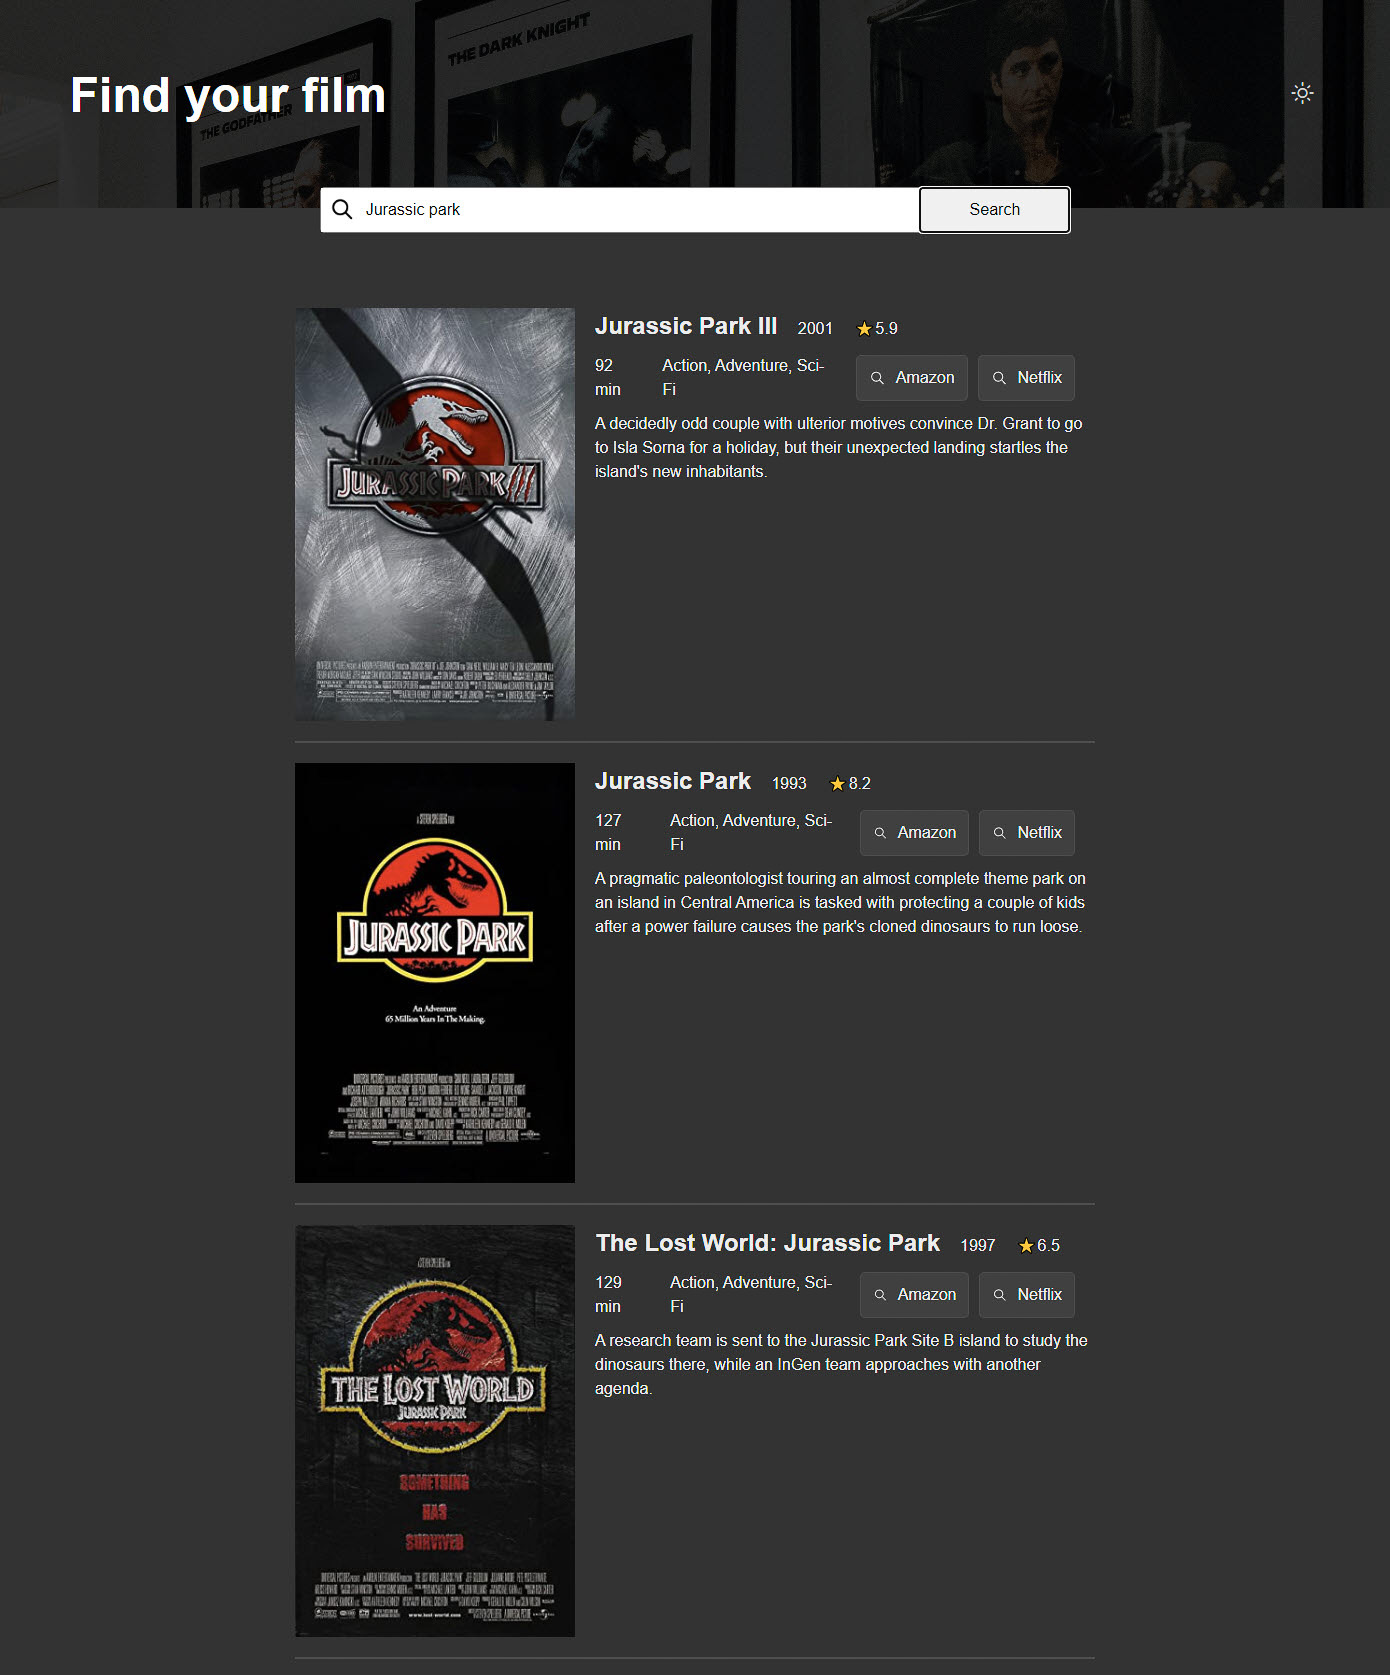 THE DARK KNIGHT
Find your film
THE GODFATHER
Jurassic park
Search
Jurassic Park III 2001 5.9
92 min
Action, Adventure, Sci-Fi
Amazon
Netflix
A decidedly odd couple with ulterior motives convince Dr. Grant to go
to Isla Sorna for a holiday, but their unexpected landing startles the
island's new inhabitants.
JURASSIC PARK III
Jurassic Park 1993 8.2
127 min
Action, Adventure, Sci-Fi
Amazon
Netflix
A pragmatic paleontologist touring an almost complete theme park on
an island in Central America is tasked with protecting a couple of kids
after a power failure causes the park's cloned dinosaurs to run loose.
JURASSIC PARK
An Adventure
65 Million Years In The Making.
The Lost World: Jurassic Park 1997 6.5
129 min
Action, Adventure, Sci-Fi
Amazon
Netflix
A research team is sent to the Jurassic Park Site B island to study the
dinosaurs there, while an InGen team approaches with another
agenda.
THE LOST WORLD
JURASSIC PARK
SOMETHING
HAS
SURVIVED
www.lost-world.com